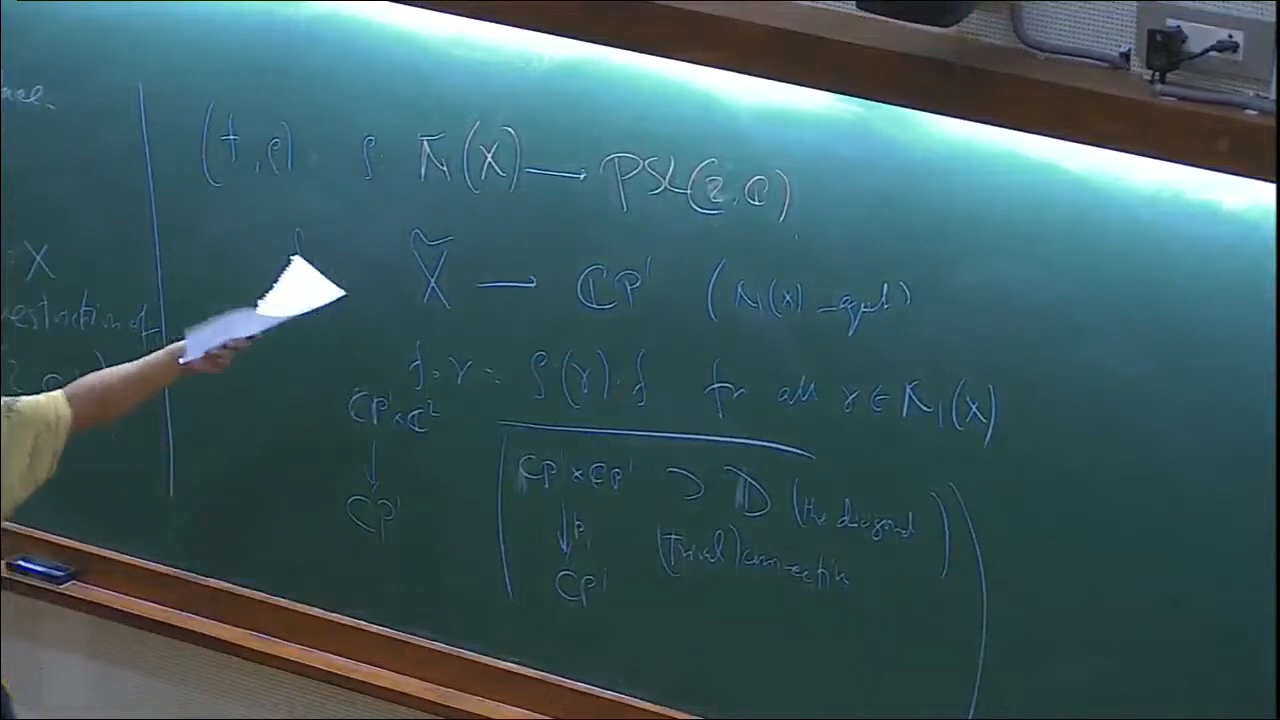 (f, ρ) ρ π₁(X) → PSL(2, ℂ)
X̃ → ℂP¹ (π₁(X) -equi)
= X
restriction of
f∘γ = ρ(γ)∘f for all γ ∈ π₁(X)
ℂP¹×ℂ²
↓
ℂP¹
ℂP¹×ℂP¹ ⊃ D (the diagonal)
↓ p₁ (trivial) connection
ℂP¹